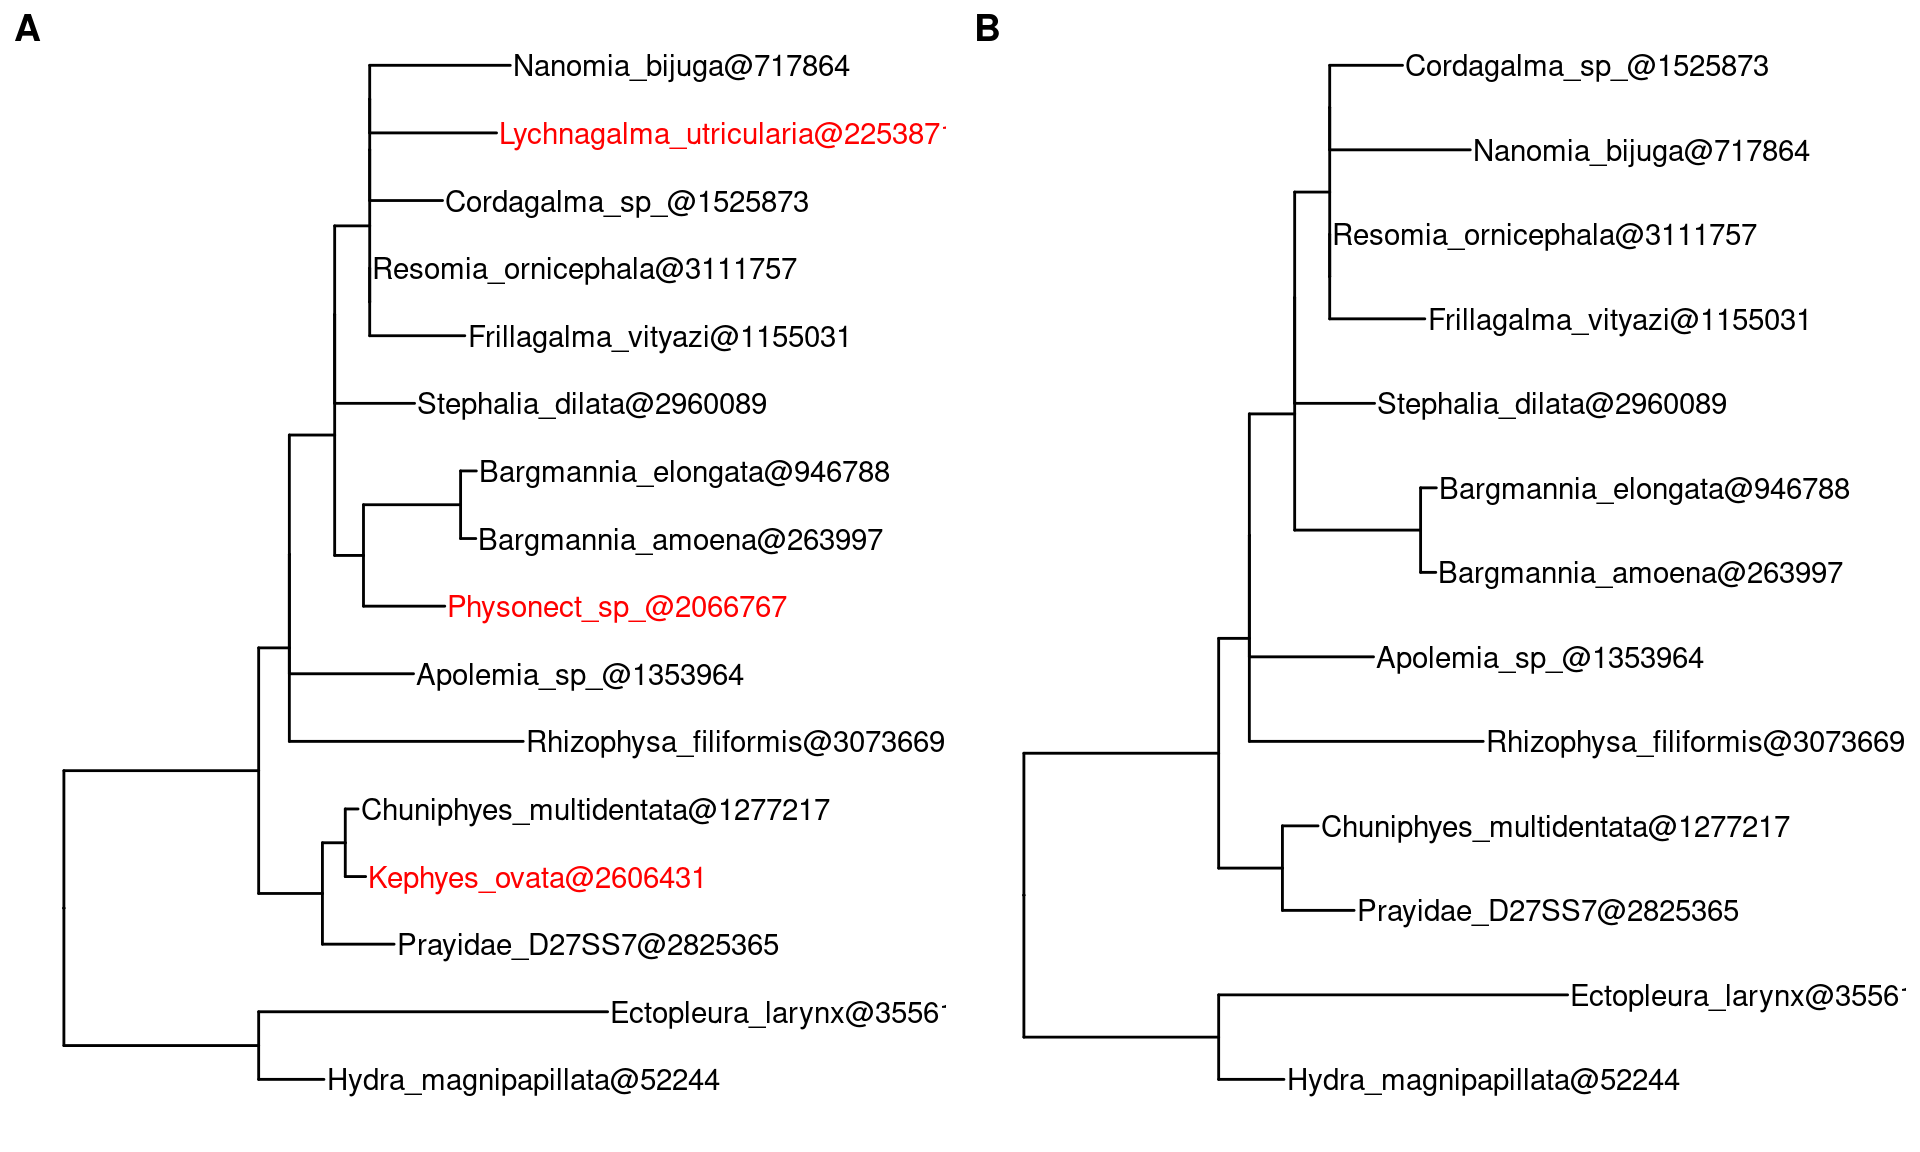 A
Nanomia_bijuga@717864
Lychnagalma_utricularia@225387
Cordagalma_sp_@1525873
Resomia_ornicephala@3111757
Frillagalma_vityazi@1155031
Stephalia_dilata@2960089
Bargmannia_elongata@946788
Bargmannia_amoena@263997
Physonect_sp_@2066767
Apolemia_sp_@1353964
Rhizophysa_filiformis@3073669
Chuniphyes_multidentata@1277217
Kephyes_ovata@2606431
Prayidae_D27SS7@2825365
Ectopleura_larynx@3556
Hydra_magnipapillata@52244
B
Cordagalma_sp_@1525873
Nanomia_bijuga@717864
Resomia_ornicephala@3111757
Frillagalma_vityazi@1155031
Stephalia_dilata@2960089
Bargmannia_elongata@946788
Bargmannia_amoena@263997
Apolemia_sp_@1353964
Rhizophysa_filiformis@3073669
Chuniphyes_multidentata@1277217
Prayidae_D27SS7@2825365
Ectopleura_larynx@3556
Hydra_magnipapillata@52244